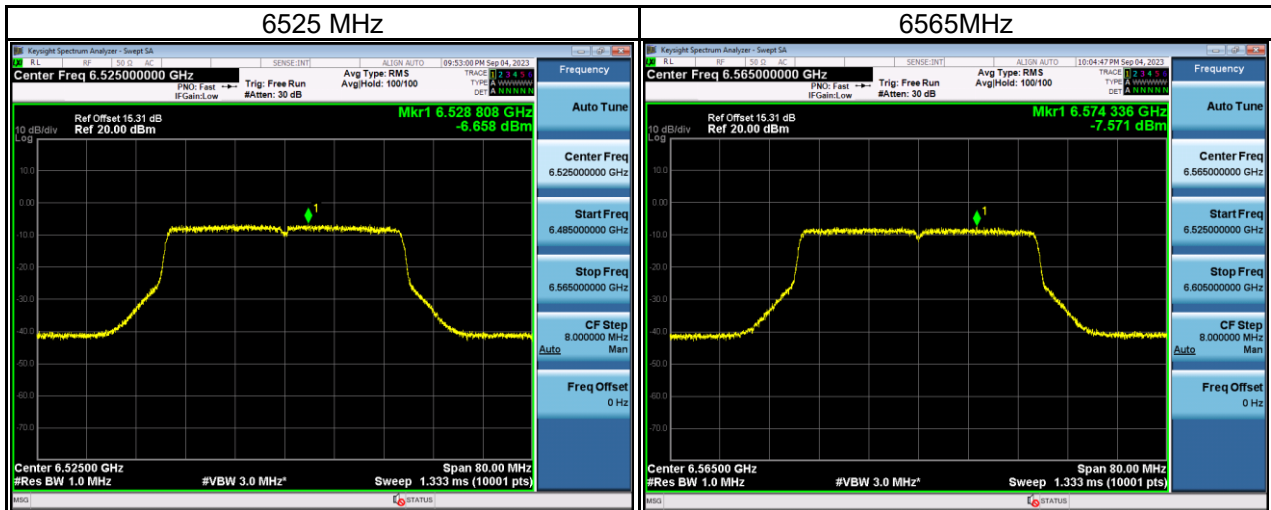 6525 MHz
6565MHz
Keysight Spectrum Analyzer - Swept SA
RL RF 50 Ω AC SENSE:INT ALIGN AUTO 09:53:00 PM Sep 04, 2023
Center Freq 6.525000000 GHz
PNO: Fast
IFGain:Low
Trig: Free Run
#Atten: 30 dB
Avg Type: RMS
Avg|Hold: 100/100
TRACE 1 2 3 4 5 6
TYPE A WWWWW
DET A NNNNN
Ref Offset 15.31 dB
10 dB/div Ref 20.00 dBm
Log
Mkr1 6.528 808 GHz
-6.658 dBm
10.0
0.00
-10.0
-20.0
-30.0
-40.0
-50.0
-60.0
-70.0
1
Center 6.52500 GHz
Span 80.00 MHz
#Res BW 1.0 MHz
#VBW 3.0 MHz*
Sweep 1.333 ms (10001 pts)
MSG
STATUS
Frequency
Auto Tune
Center Freq
6.525000000 GHz
Start Freq
6.485000000 GHz
Stop Freq
6.565000000 GHz
CF Step
8.000000 MHz
Auto Man
Freq Offset
0 Hz
Keysight Spectrum Analyzer - Swept SA
RL RF 50 Ω AC SENSE:INT ALIGN AUTO 10:04:47 PM Sep 04, 2023
Center Freq 6.565000000 GHz
PNO: Fast
IFGain:Low
Trig: Free Run
#Atten: 30 dB
Avg Type: RMS
Avg|Hold: 100/100
TRACE 1 2 3 4 5 6
TYPE A WWWWW
DET A NNNNN
Ref Offset 15.31 dB
10 dB/div Ref 20.00 dBm
Log
Mkr1 6.574 336 GHz
-7.571 dBm
10.0
0.00
-10.0
-20.0
-30.0
-40.0
-50.0
-60.0
-70.0
1
Center 6.56500 GHz
Span 80.00 MHz
#Res BW 1.0 MHz
#VBW 3.0 MHz*
Sweep 1.333 ms (10001 pts)
MSG
STATUS
Frequency
Auto Tune
Center Freq
6.565000000 GHz
Start Freq
6.525000000 GHz
Stop Freq
6.605000000 GHz
CF Step
8.000000 MHz
Auto Man
Freq Offset
0 Hz